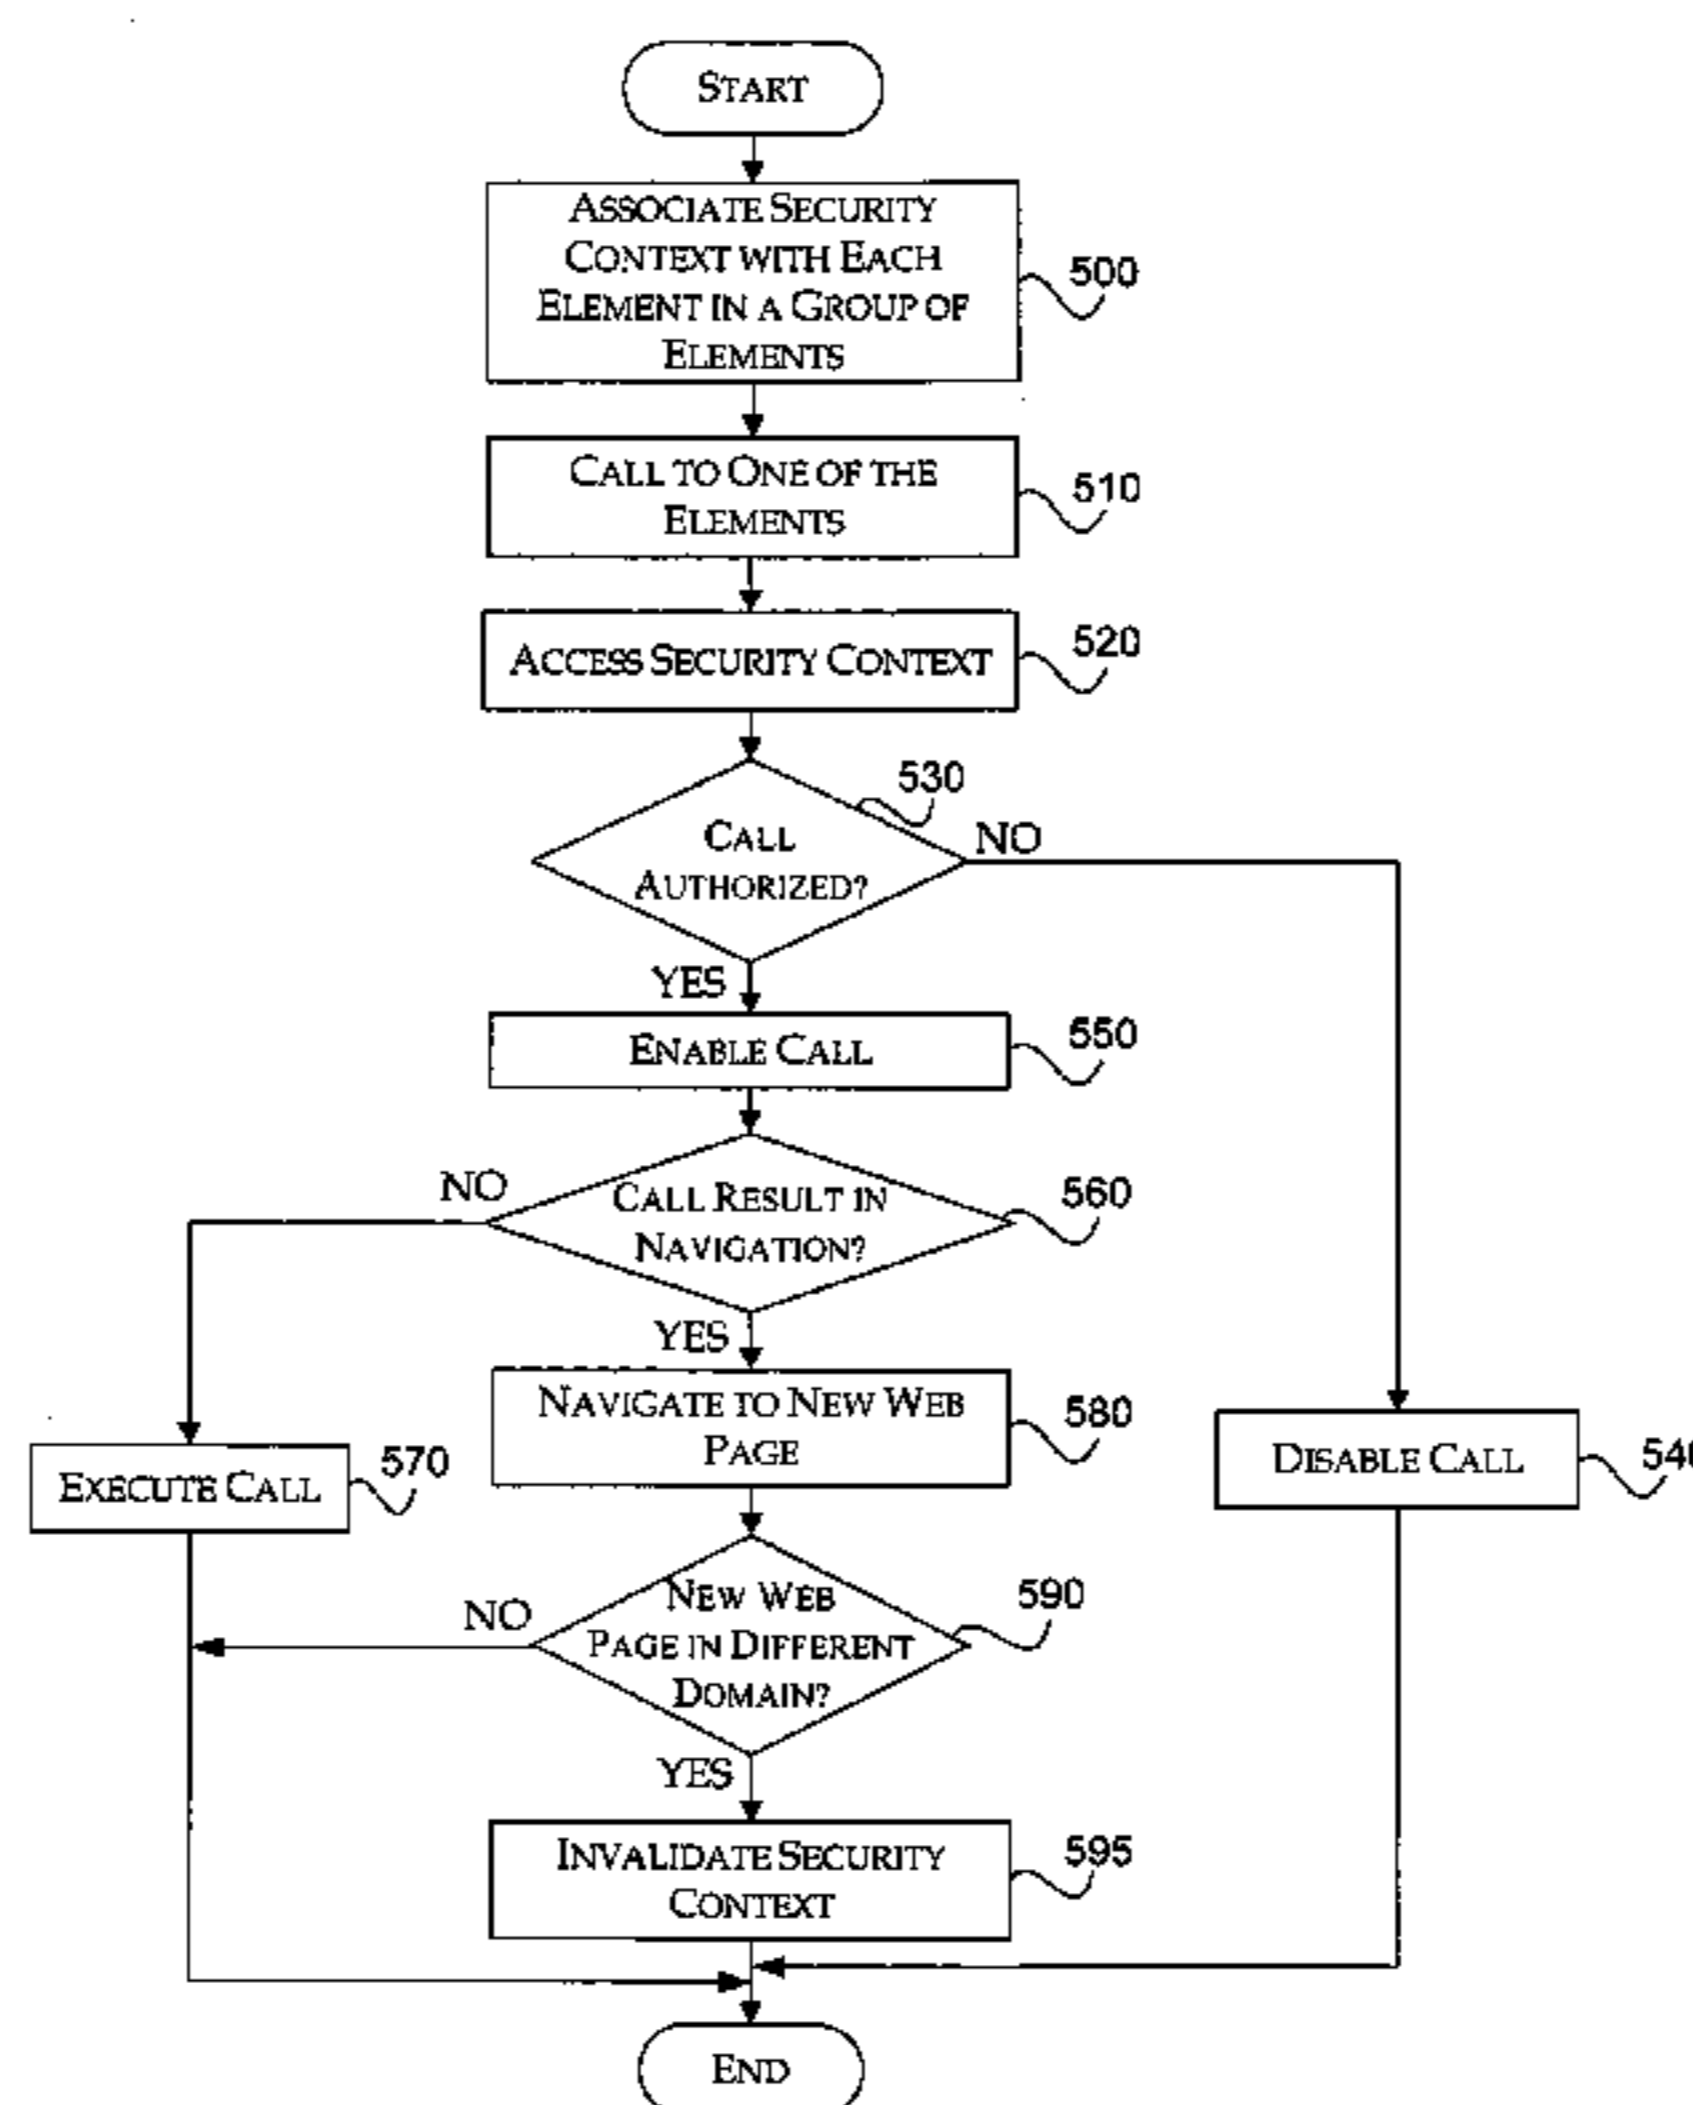 START
ASSOCIATE SECURITY
CONTEXT WITH EACH
ELEMENT IN A GROUP OF
ELEMENTS
500
CALL TO ONE OF THE
ELEMENTS
510
ACCESS SECURITY CONTEXT
520
530
CALL
AUTHORIZED?
NO
YES
ENABLE CALL
550
NO
CALL RESULT IN
NAVIGATION?
560
YES
NAVIGATE TO NEW WEB
PAGE
580
EXECUTE CALL
570
DISABLE CALL
540
NEW WEB
PAGE IN DIFFERENT
DOMAIN?
590
NO
YES
INVALIDATE SECURITY
CONTEXT
595
END